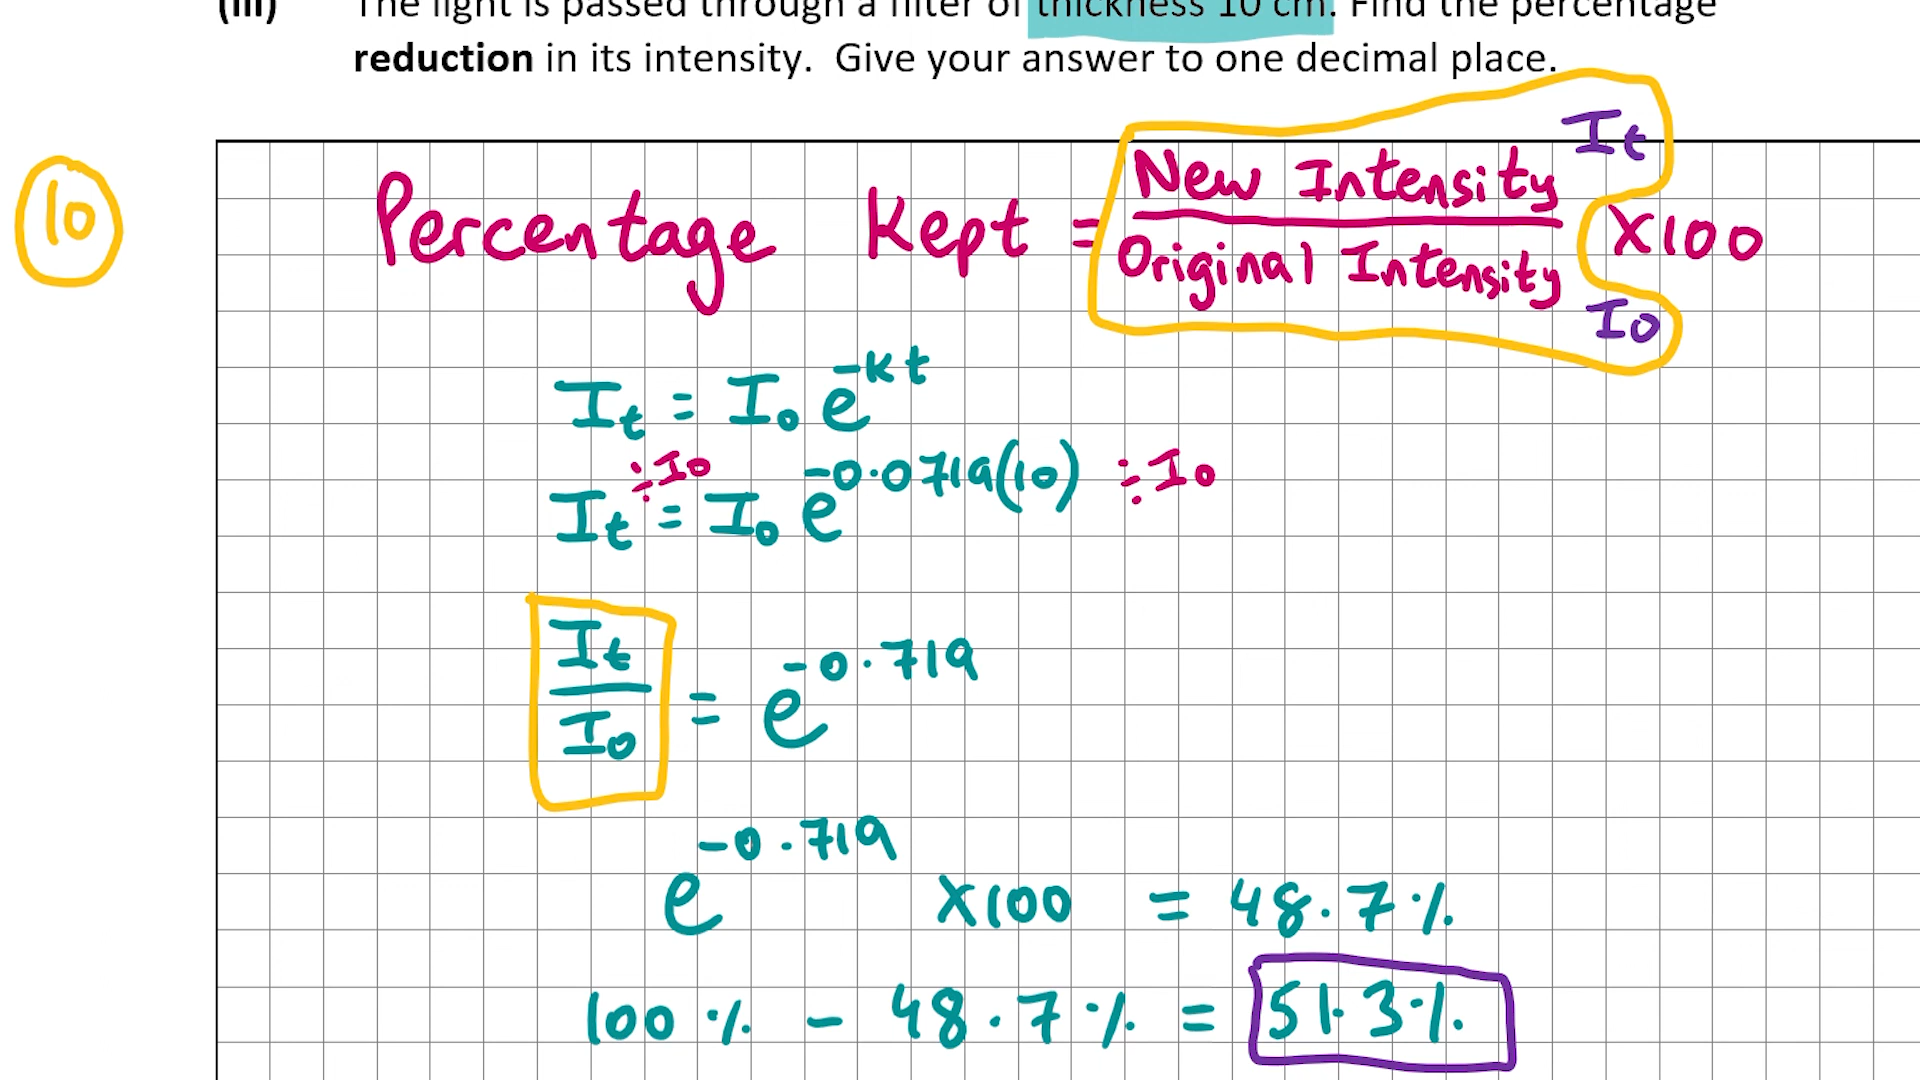 (iii) The light is passed through a filter of thickness 10 cm. Find the percentage
reduction in its intensity. Give your answer to one decimal place.
10
Percentage Kept = New Intensity It / Original Intensity Io X100
It = Io e^-kt
÷Io
It = Io e^-0.0719(10) ÷Io
It / Io = e^-0.719
e^-0.719 X100 = 48.7%
100% - 48.7% = 51.3%